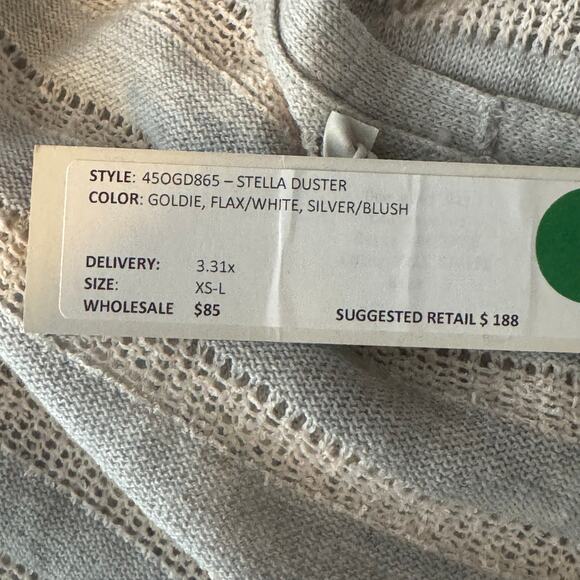 STYLE: 45OGD865 – STELLA DUSTER
COLOR: GOLDIE, FLAX/WHITE, SILVER/BLUSH
DELIVERY: 3.31x
SIZE: XS-L
WHOLESALE $85 SUGGESTED RETAIL $ 188